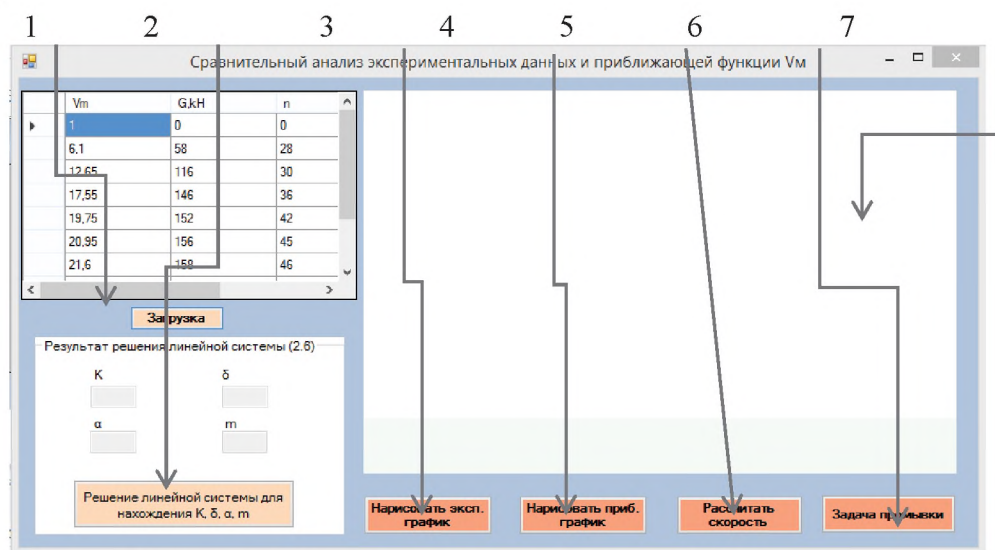 1 2 3 4 5 6 7
Сравнительный анализ экспериментальных данных и приближающей функции Vм
Vm G,kH n
1 0 0
6,1 58 28
12,65 116 30
17,55 146 36
19,75 152 42
20,95 156 45
21,6 158 46
Загрузка
Результат решения линейной системы (2.6)
K δ
α m
Решение линейной системы для
нахождения K, δ, α, m
Нарисовать эксп.
график
Нарисовать приб.
график
Рассчитать
скорость
Задача промывки